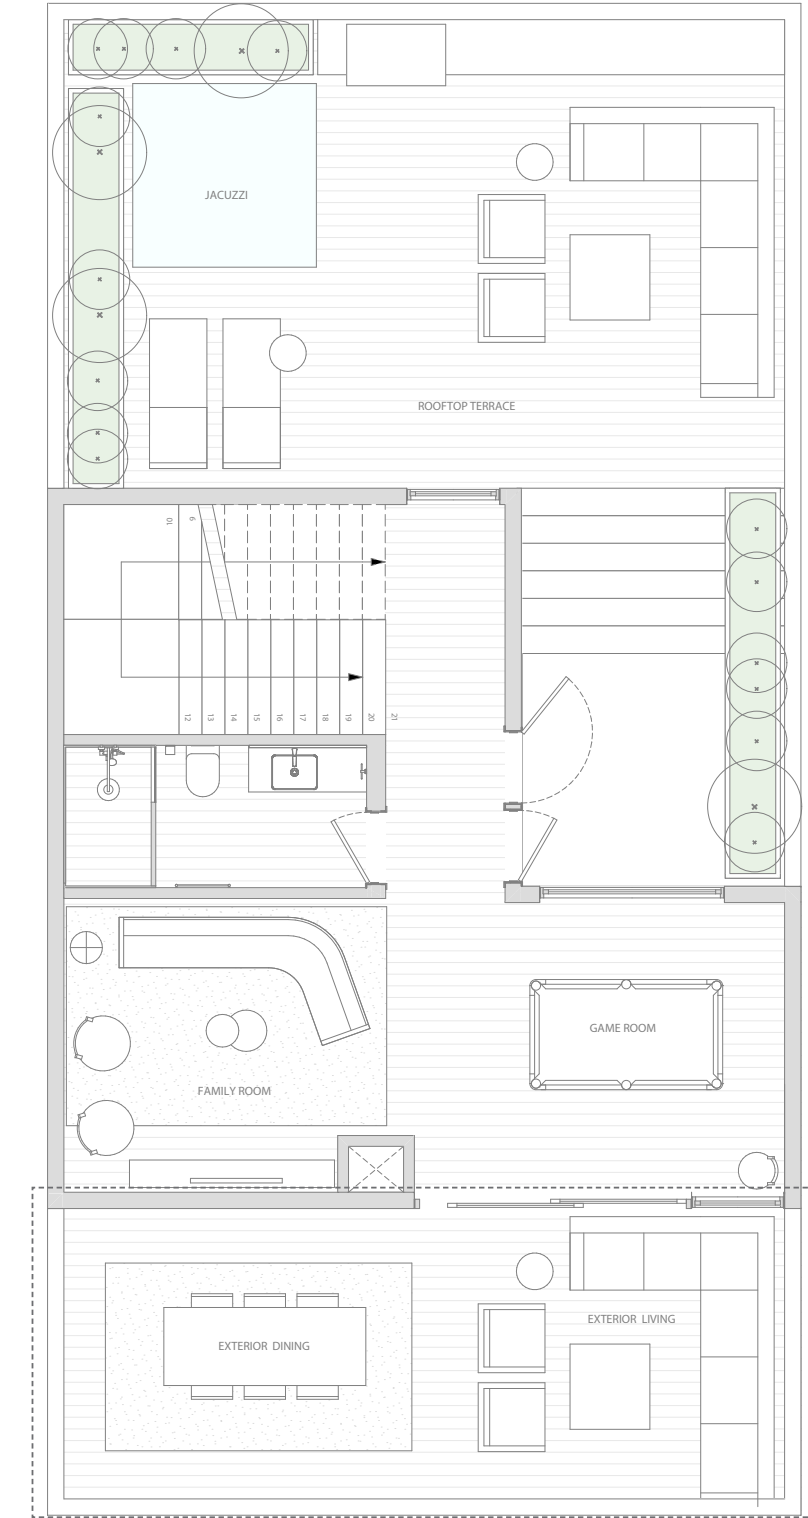 JACUZZI
ROOFTOP TERRACE
10
9
12
13
14
15
16
17
18
19
20
21
FAMILY ROOM
GAME ROOM
EXTERIOR LIVING
EXTERIOR DINING